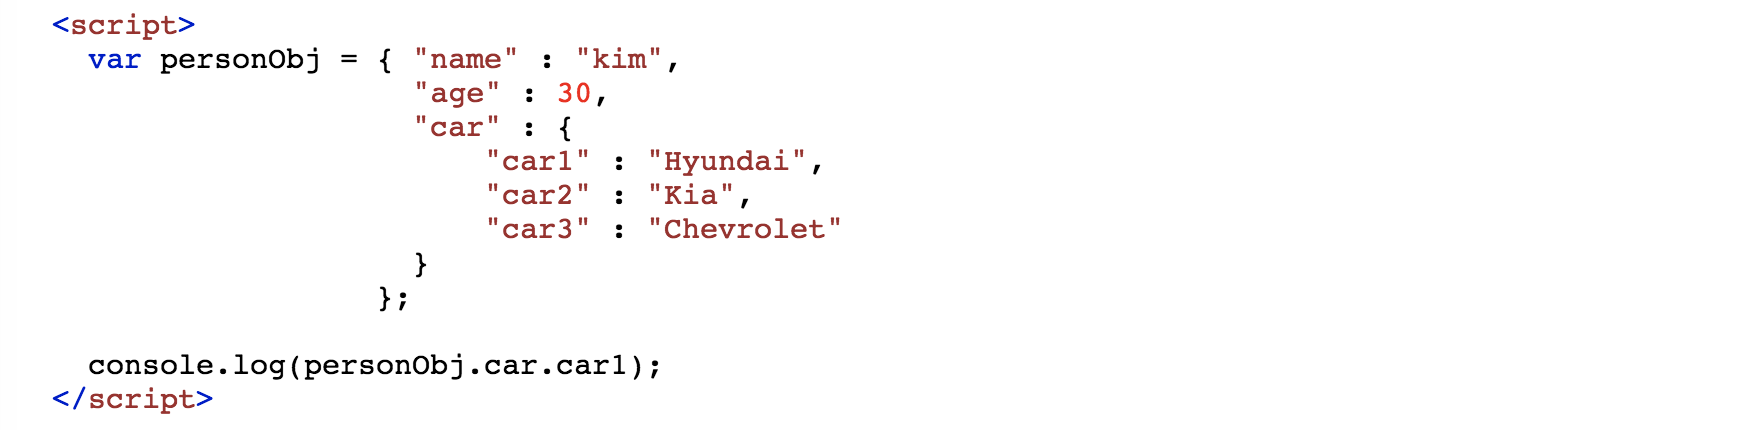 <script>
var personObj = { "name" : "kim",
"age" : 30,
"car" : {
"car1" : "Hyundai",
"car2" : "Kia",
"car3" : "Chevrolet"
}
};
console.log(personObj.car.car1);
</script>